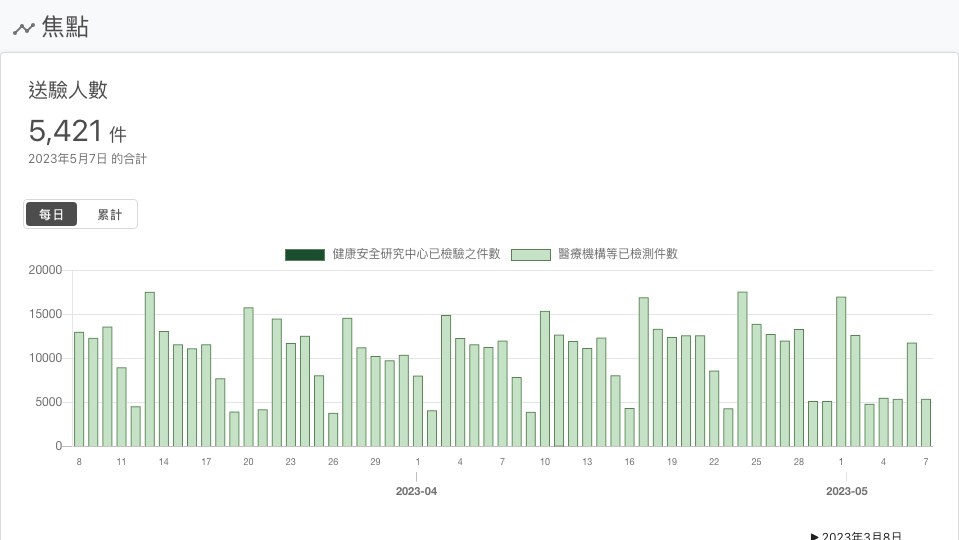 焦點
送驗人數
5,421 件
2023年5月7日 的合計
每日 累計
健康安全研究中心已檢驗之件數 醫療機構等已檢測件數
20000
15000
10000
5000
0
8 11 14 17 20 23 26 29 1 4 7 10 13 16 19 22 25 28 1 4 7
2023-04 2023-05
▶ 2023年3月8日